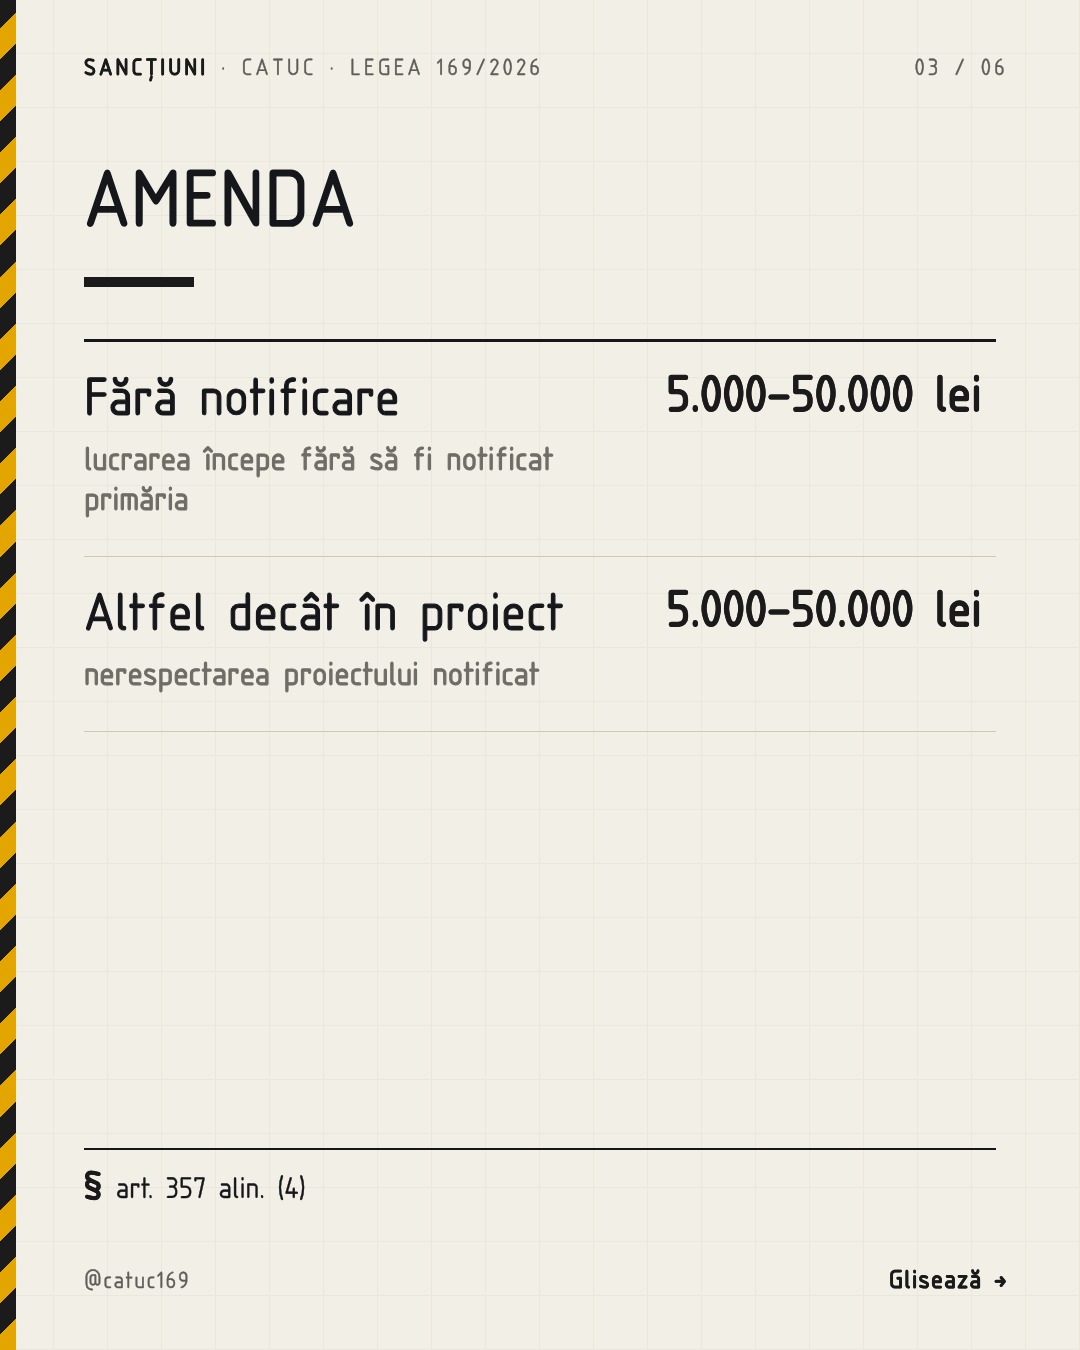 SANCȚIUNI · CATUC · LEGEA 169/2026
03 / 06
AMENDA
Fără notificare
5.000–50.000 lei
lucrarea începe fără să fi notificat
primăria
Altfel decât în proiect
5.000–50.000 lei
nerespectarea proiectului notificat
§ art. 357 alin. (4)
@catuc169
Glisează →